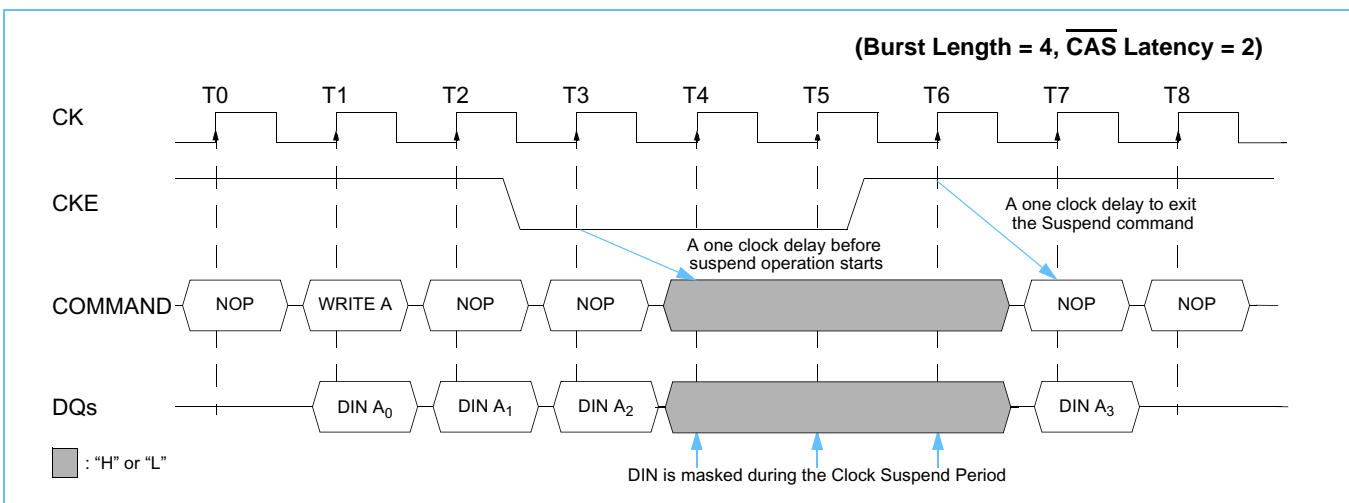 (Burst Length = 4, CAS Latency = 2)
T0 T1 T2 T3 T4 T5 T6 T7 T8
CK
CKE
A one clock delay to exit
the Suspend command
A one clock delay before
suspend operation starts
COMMAND NOP WRITE A NOP NOP NOP NOP
DQs DIN A0 DIN A1 DIN A2 DIN A3
: “H” or “L”
DIN is masked during the Clock Suspend Period